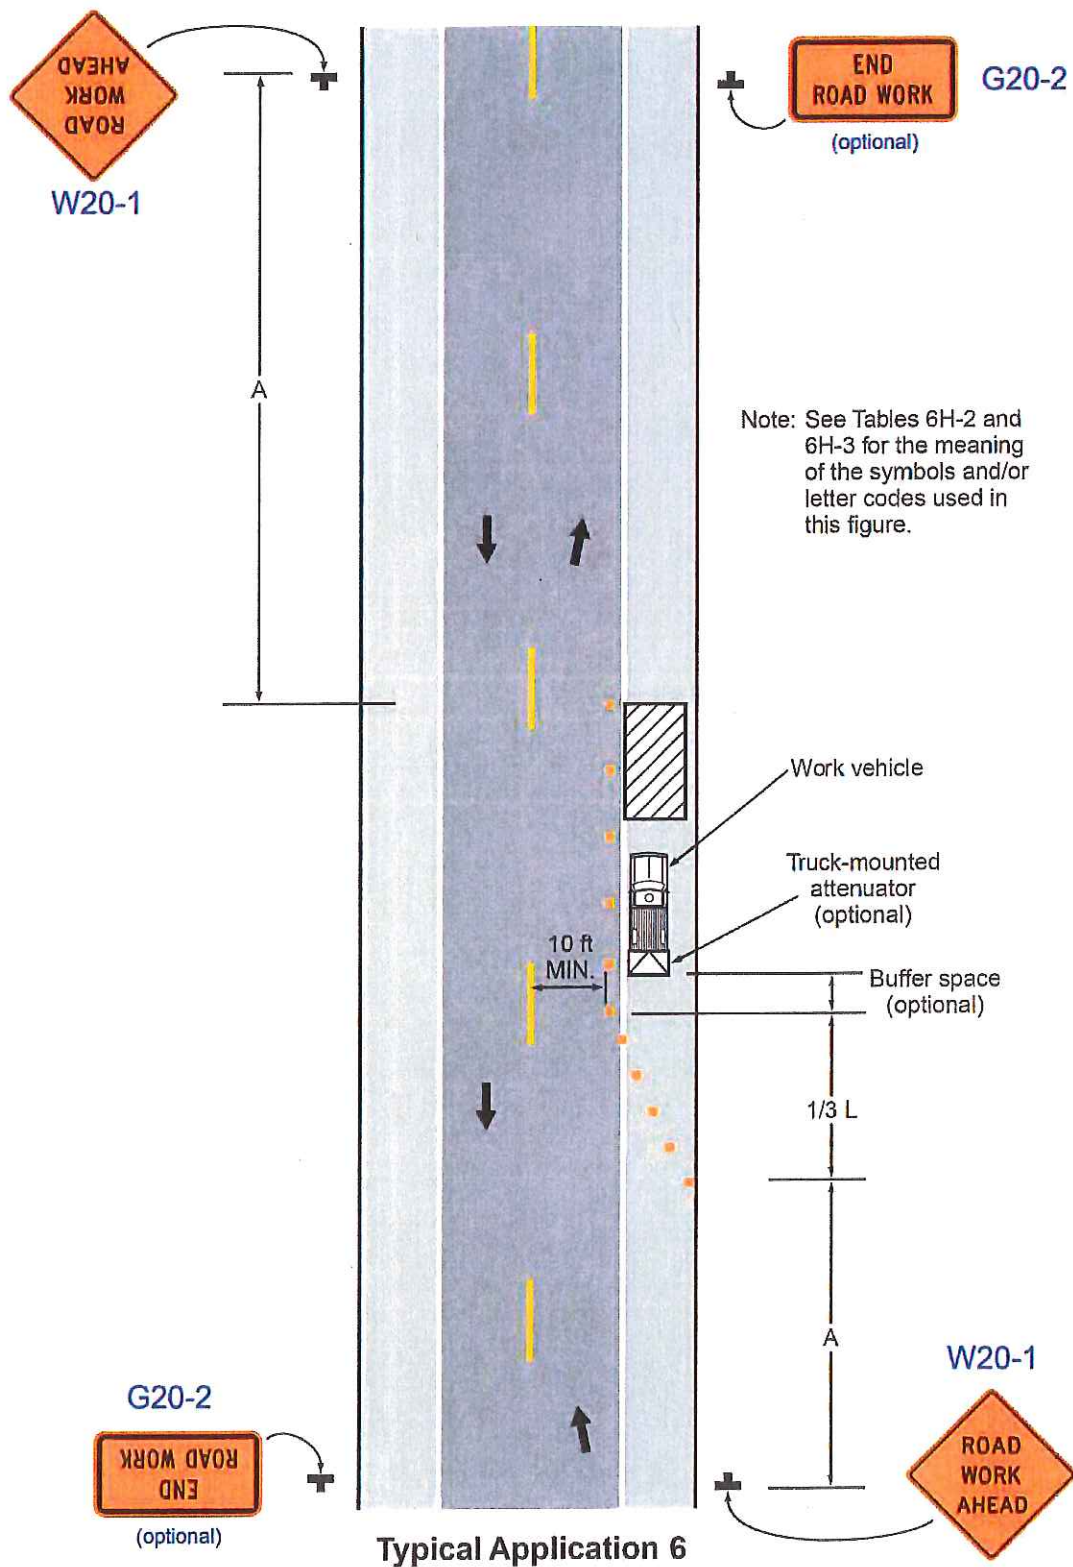 ROAD
WORK
AHEAD
W20-1
END
ROAD WORK
(optional)
G20-2
A
Note: See Tables 6H-2 and
6H-3 for the meaning
of the symbols and/or
letter codes used in
this figure.
Work vehicle
Truck-mounted
attenuator
(optional)
10 ft
MIN.
Buffer space
(optional)
1/3 L
A
W20-1
ROAD
WORK
AHEAD
G20-2
END
ROAD WORK
(optional)
Typical Application 6